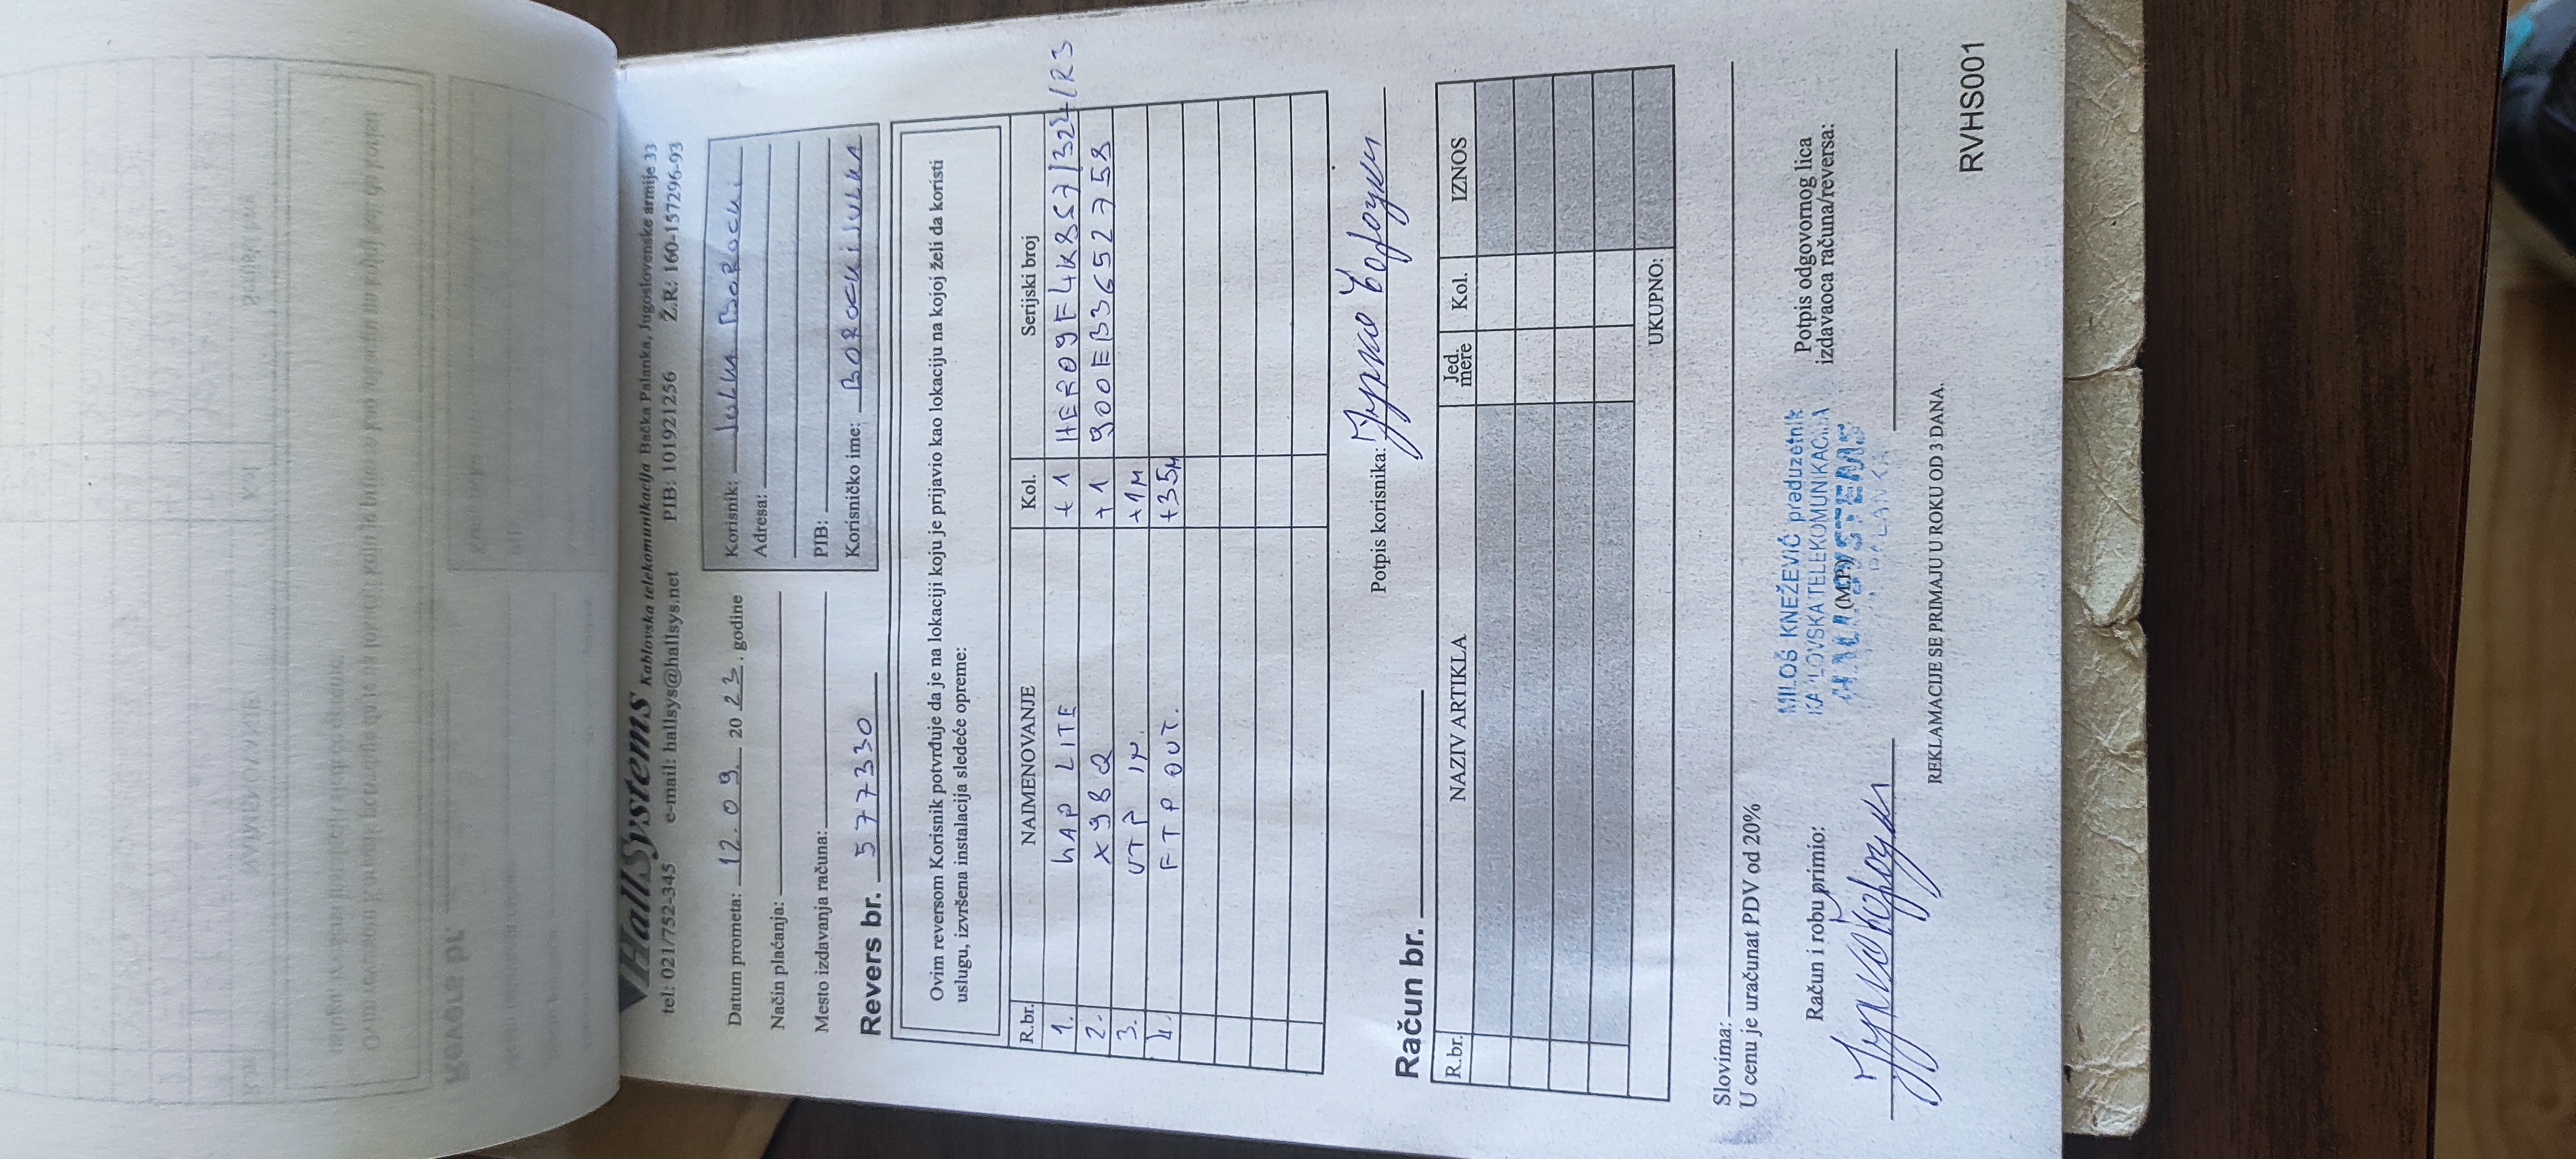 HallSystems Kablovska telekomunikacija Bačka Palanka, Jugoslovenske armije 33
tel: 021/752-345 e-mail: hallsys@hallsys.net PIB: 101921256 Ž.R: 160-157296-93
Datum prometa: 12.09. 2023. godine
Način plaćanja:
Mesto izdavanja računa:
Korisnik:
Adresa:
PIB:
Korisničko ime:
Revers br. 577330
Ovim reversom Korisnik potvrđuje da je na lokaciji koju je prijavio kao lokaciju na kojoj želi da koristi
uslugu, izvršena instalacija sledeće opreme:
R.br. NAIMENOVANJE Kol. Serijski broj
1. hAP LITE +1
2. X98Q +1 900EB36527758
3. UTP IN. +1M
4. FTP OUT. +35M
Potpis korisnika:
Račun br.
R.br. NAZIV ARTIKLA Jed. mere Kol. IZNOS
UKUPNO:
Slovima:
U cenu je uračunat PDV od 20%
Račun i robu primio:
MILOŠ KNEŽEVIĆ preduzetnik
(M.P.)
Potpis odgovornog lica
izdavaoca računa/reversa:
REKLAMACIJE SE PRIMAJU U ROKU OD 3 DANA.
RVHS001